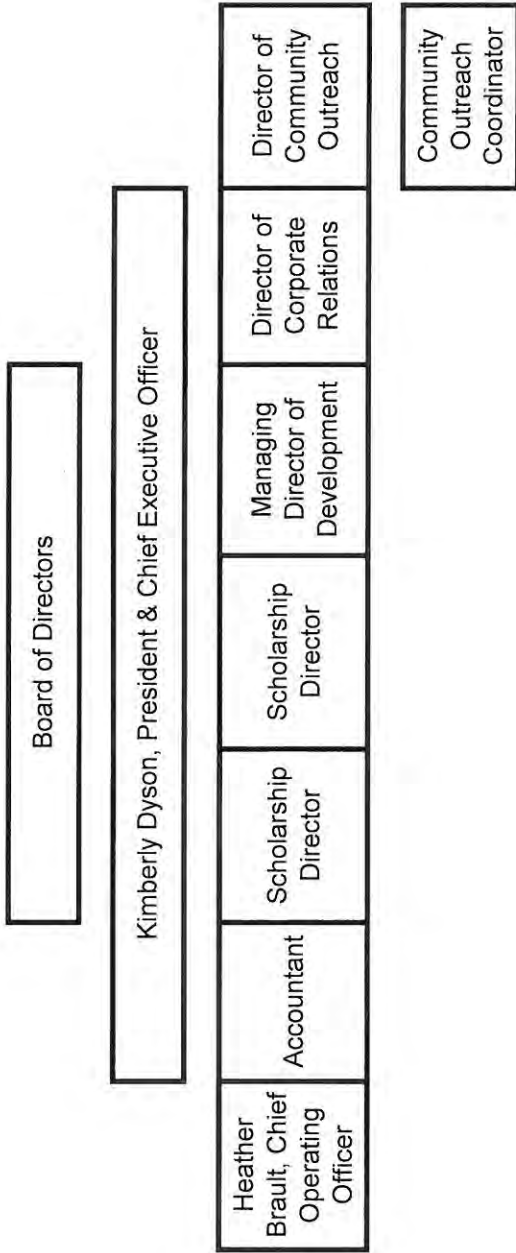 Board of Directors
Kimberly Dyson, President & Chief Executive Officer
Heather
Brault, Chief
Operating
Officer
Accountant
Scholarship
Director
Scholarship
Director
Managing
Director of
Development
Director of
Corporate
Relations
Director of
Community
Outreach
Community
Outreach
Coordinator